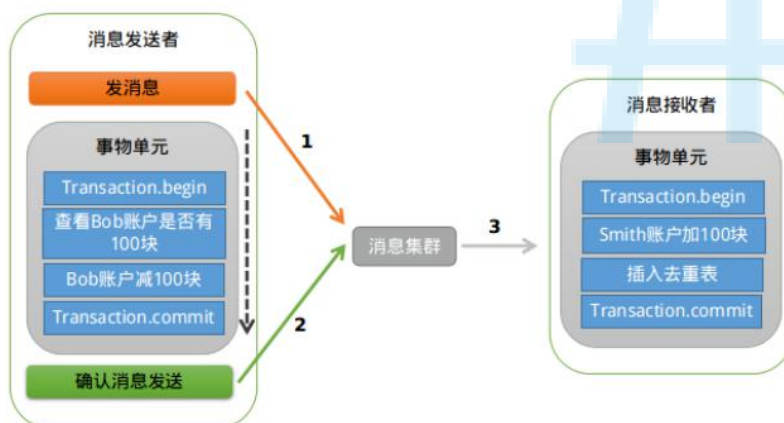 消息发送者
发消息
事物单元
Transaction.begin
查看Bob账户是否有
100块
Bob账户减100块
Transaction.commit
确认消息发送
1
2
消息集群
3
消息接收者
事物单元
Transaction.begin
Smith账户加100块
插入去重表
Transaction.commit